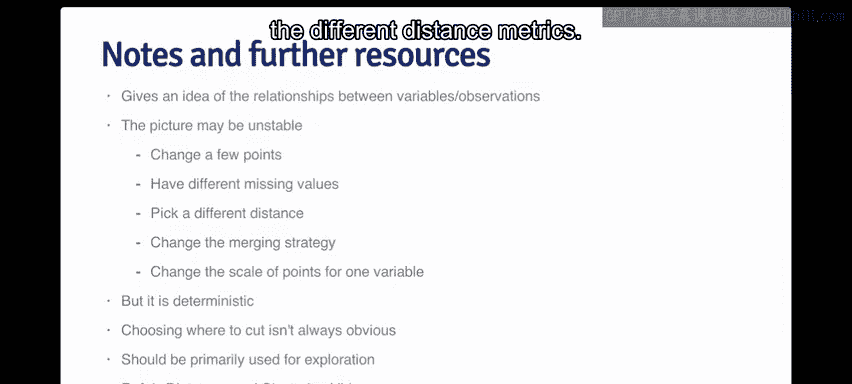 the different distance metrics.
Notes and further resources
· Gives an idea of the relationships between variables/observations
· The picture may be unstable
- Change a few points
- Have different missing values
- Pick a different distance
- Change the merging strategy
- Change the scale of points for one variable
· But it is deterministic
· Choosing where to cut isn't always obvious
· Should be primarily used for exploration